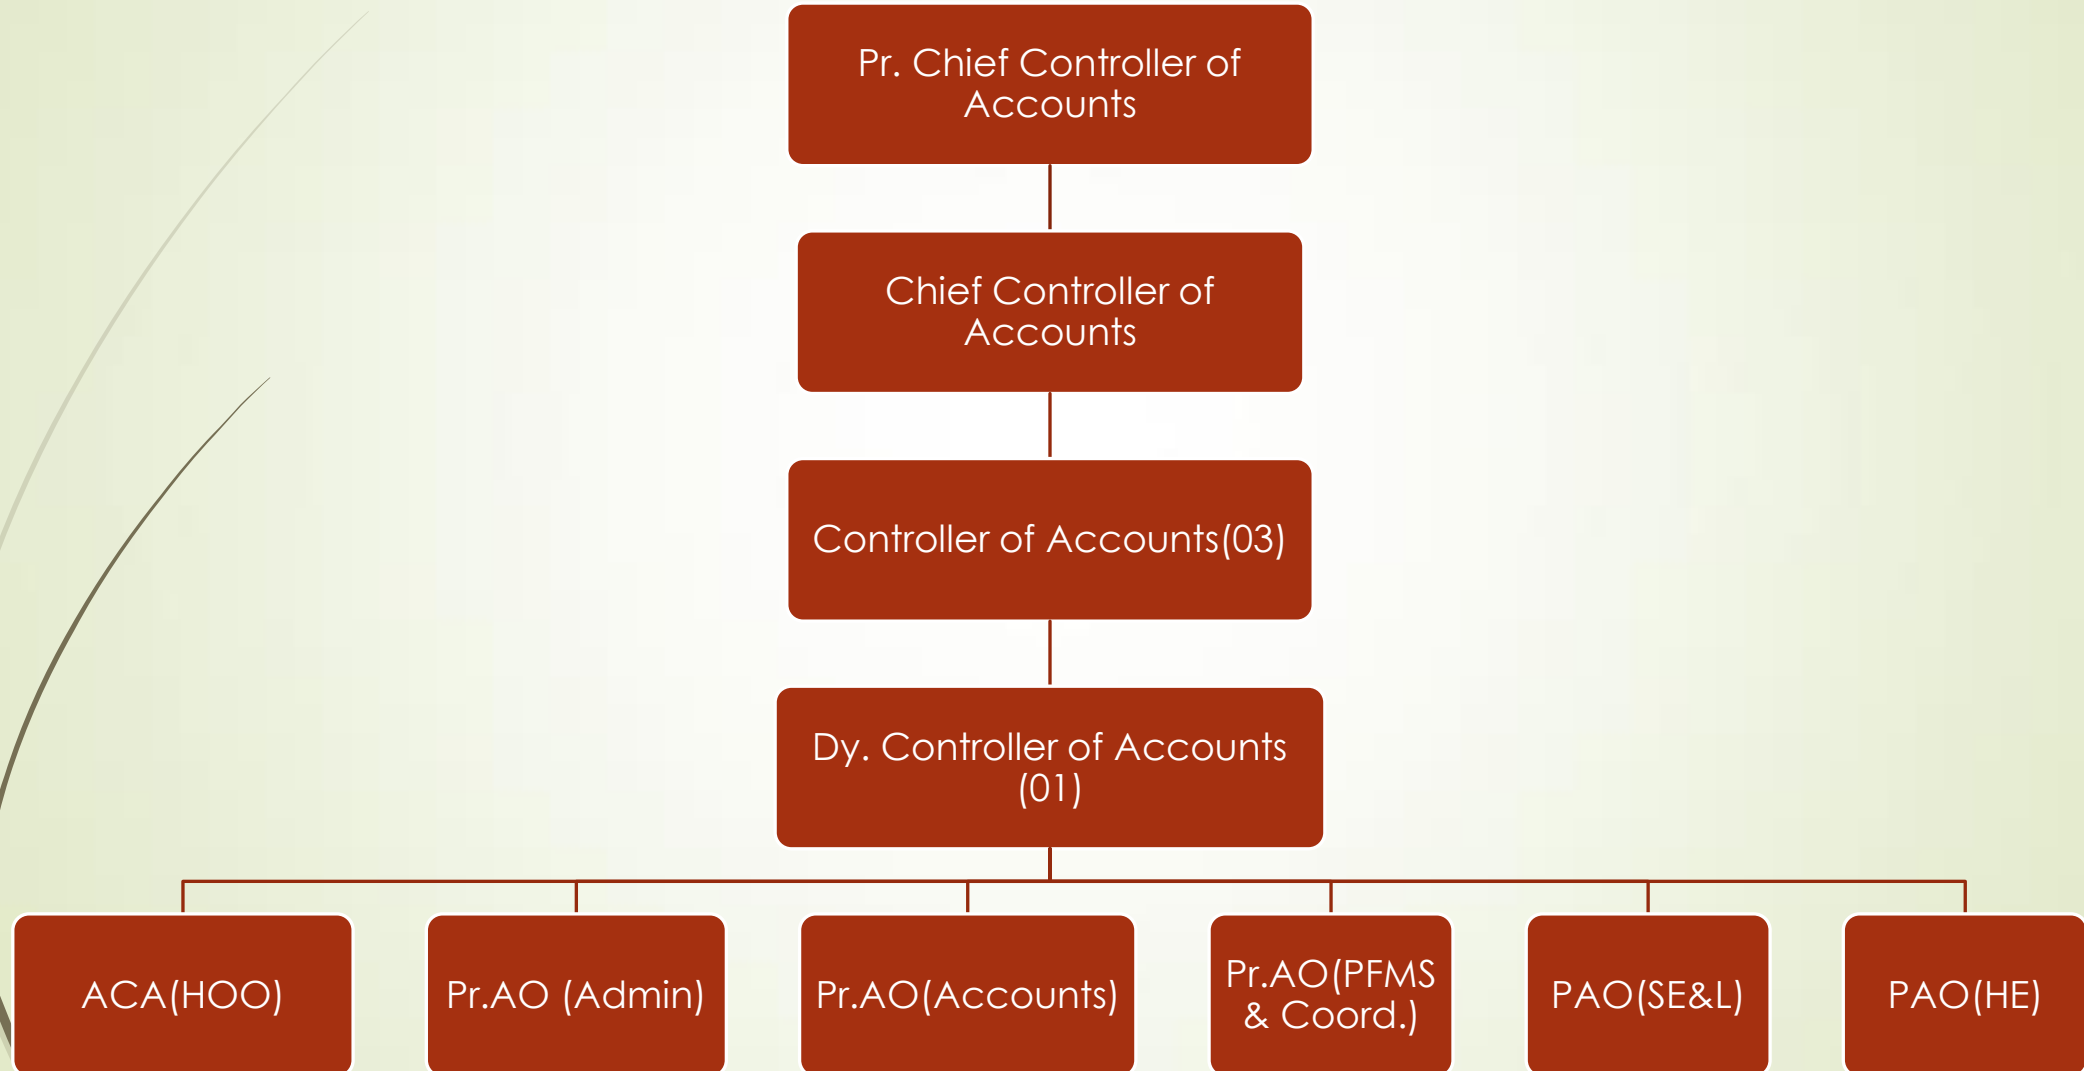 Pr. Chief Controller of
Accounts
Chief Controller of
Accounts
Controller of Accounts(03)
Dy. Controller of Accounts
(01)
ACA(HOO)
Pr.AO (Admin)
Pr.AO(Accounts)
Pr.AO(PFMS
& Coord.)
PAO(SE&L)
PAO(HE)